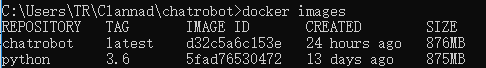 C:\Users\TR\Clannad\chatrobot>docker images
REPOSITORY TAG IMAGE ID CREATED SIZE
chatrobot latest d32c5a6c153e 24 hours ago 876MB
python 3.6 5fad76530472 13 days ago 875MB